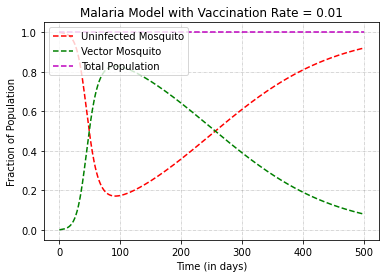 Malaria Model with Vaccination Rate = 0.01
Uninfected Mosquito
Vector Mosquito
Total Population
Fraction of Population
1.0
0.8
0.6
0.4
0.2
0.0
0
100
200
300
400
500
Time (in days)